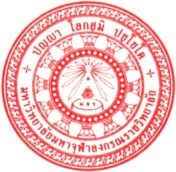 ปญฺญา โลกสฺมิ ปชฺโชโต
มหาวิทยาลัยมหาจุฬาลงกรณราชวิทยาลัย